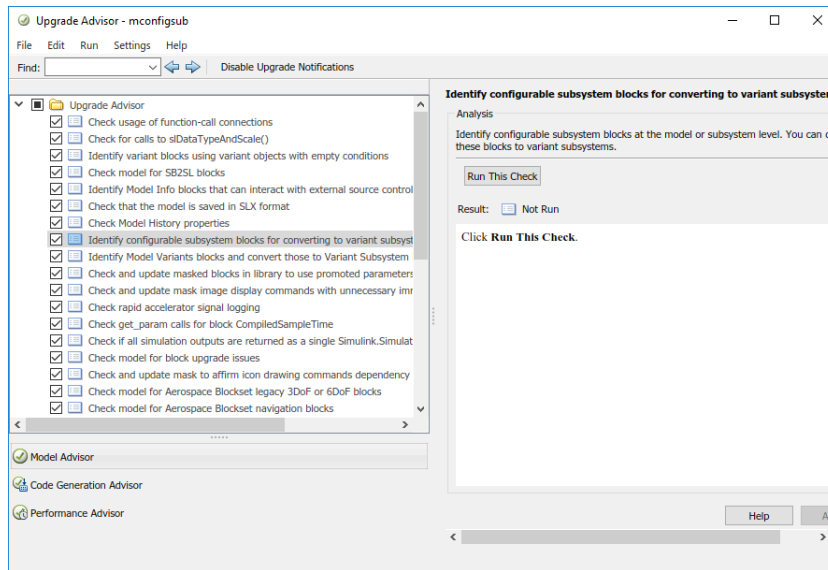 Upgrade Advisor - mconfigsub
File Edit Run Settings Help
Find: Disable Upgrade Notifications
Upgrade Advisor
Check usage of function-call connections
Check for calls to slDataTypeAndScale()
Identify variant blocks using variant objects with empty conditions
Check model for SB2SL blocks
Identify Model Info blocks that can interact with external source control
Check that the model is saved in SLX format
Check Model History properties
Identify configurable subsystem blocks for converting to variant subsyst
Identify Model Variants blocks and convert those to Variant Subsystem
Check and update masked blocks in library to use promoted parameters
Check and update mask image display commands with unnecessary imr
Check rapid accelerator signal logging
Check get_param calls for block CompiledSampleTime
Check if all simulation outputs are returned as a single Simulink.Simulat
Check model for block upgrade issues
Check and update mask to affirm icon drawing commands dependency
Check model for Aerospace Blockset legacy 3DoF or 6DoF blocks
Check model for Aerospace Blockset navigation blocks
Model Advisor
Code Generation Advisor
Performance Advisor
Identify configurable subsystem blocks for converting to variant subsyster
Analysis
Identify configurable subsystem blocks at the model or subsystem level. You can c
these blocks to variant subsystems.
Run This Check
Result: Not Run
Click Run This Check.
Help A